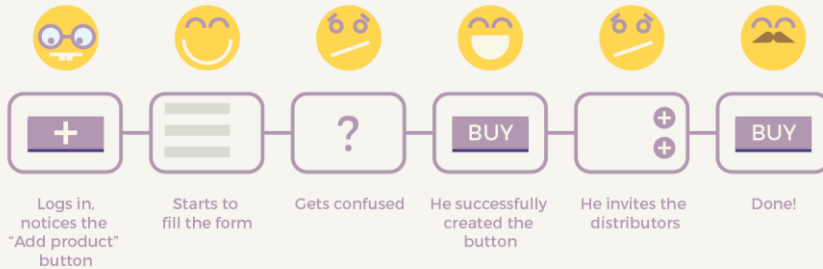 +
?
BUY
+
+
BUY
Logs in,
notices the
“Add product”
button
Starts to
fill the form
Gets confused
He successfully
created the
button
He invites the
distributors
Done!